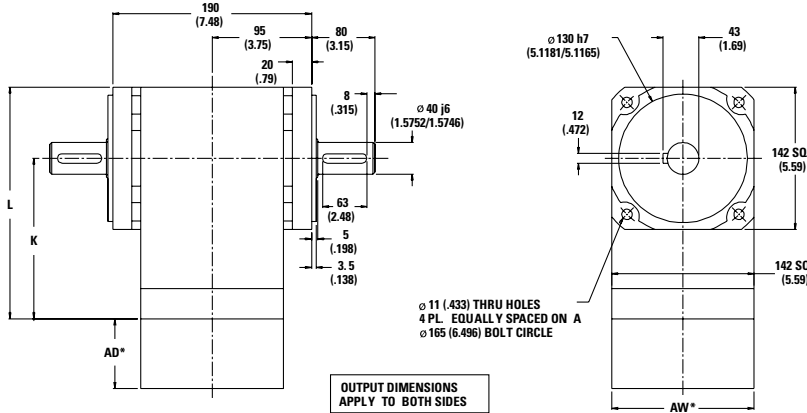 190
(7.48)
95
(3.75)
80
(3.15)
20
(.79)
8
(.315)
ø 40 j6
(1.5752/1.5746)
L
K
63
(2.48)
5
(.198)
3.5
(.138)
AD*
OUTPUT DIMENSIONS
APPLY TO BOTH SIDES
ø 130 h7
(5.1181/5.1165)
43
(1.69)
12
(.472)
142 SQ.
(5.59)
142 SQ
(5.59)
ø 11 (.433) THRU HOLES
4 PL. EQUALLY SPACED ON A
ø 165 (6.496) BOLT CIRCLE
AW*